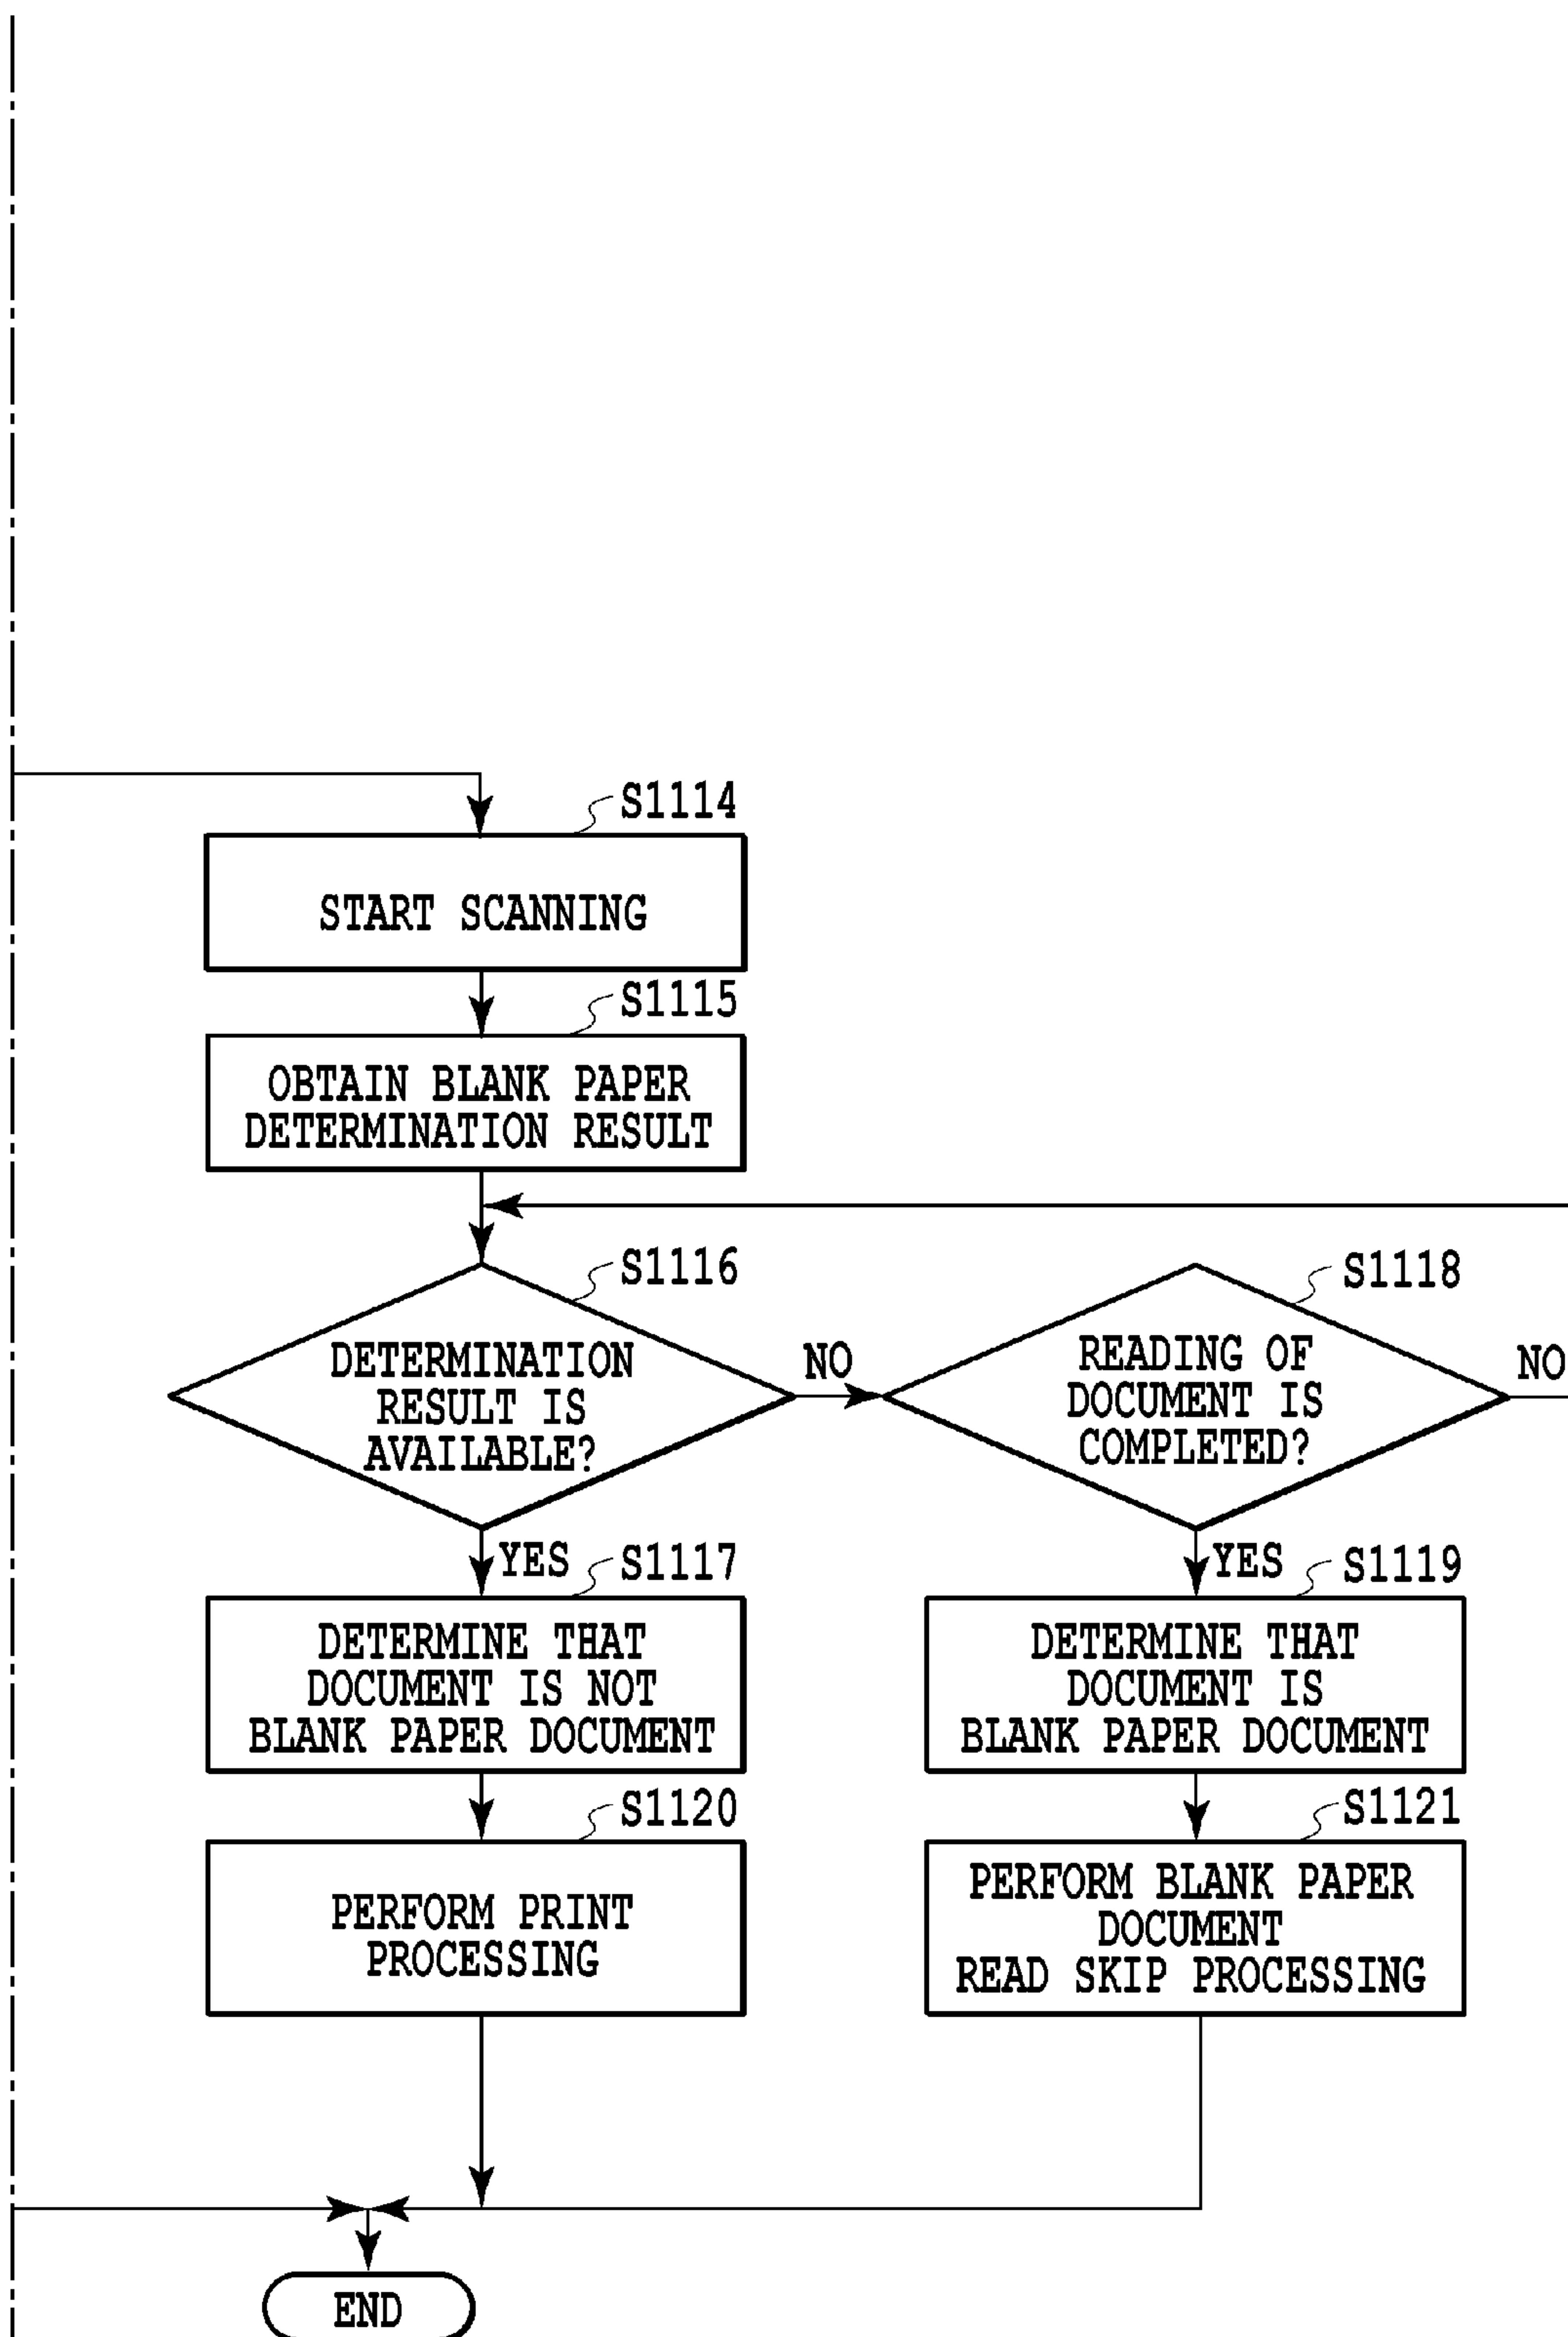 S1114
START SCANNING
S1115
OBTAIN BLANK PAPER
DETERMINATION RESULT
S1116
DETERMINATION
RESULT IS
AVAILABLE?
NO
S1118
READING OF
DOCUMENT IS
COMPLETED?
NO
YES
S1117
DETERMINE THAT
DOCUMENT IS NOT
BLANK PAPER DOCUMENT
YES
S1119
DETERMINE THAT
DOCUMENT IS
BLANK PAPER DOCUMENT
S1120
PERFORM PRINT
PROCESSING
S1121
PERFORM BLANK PAPER
DOCUMENT
READ SKIP PROCESSING
END